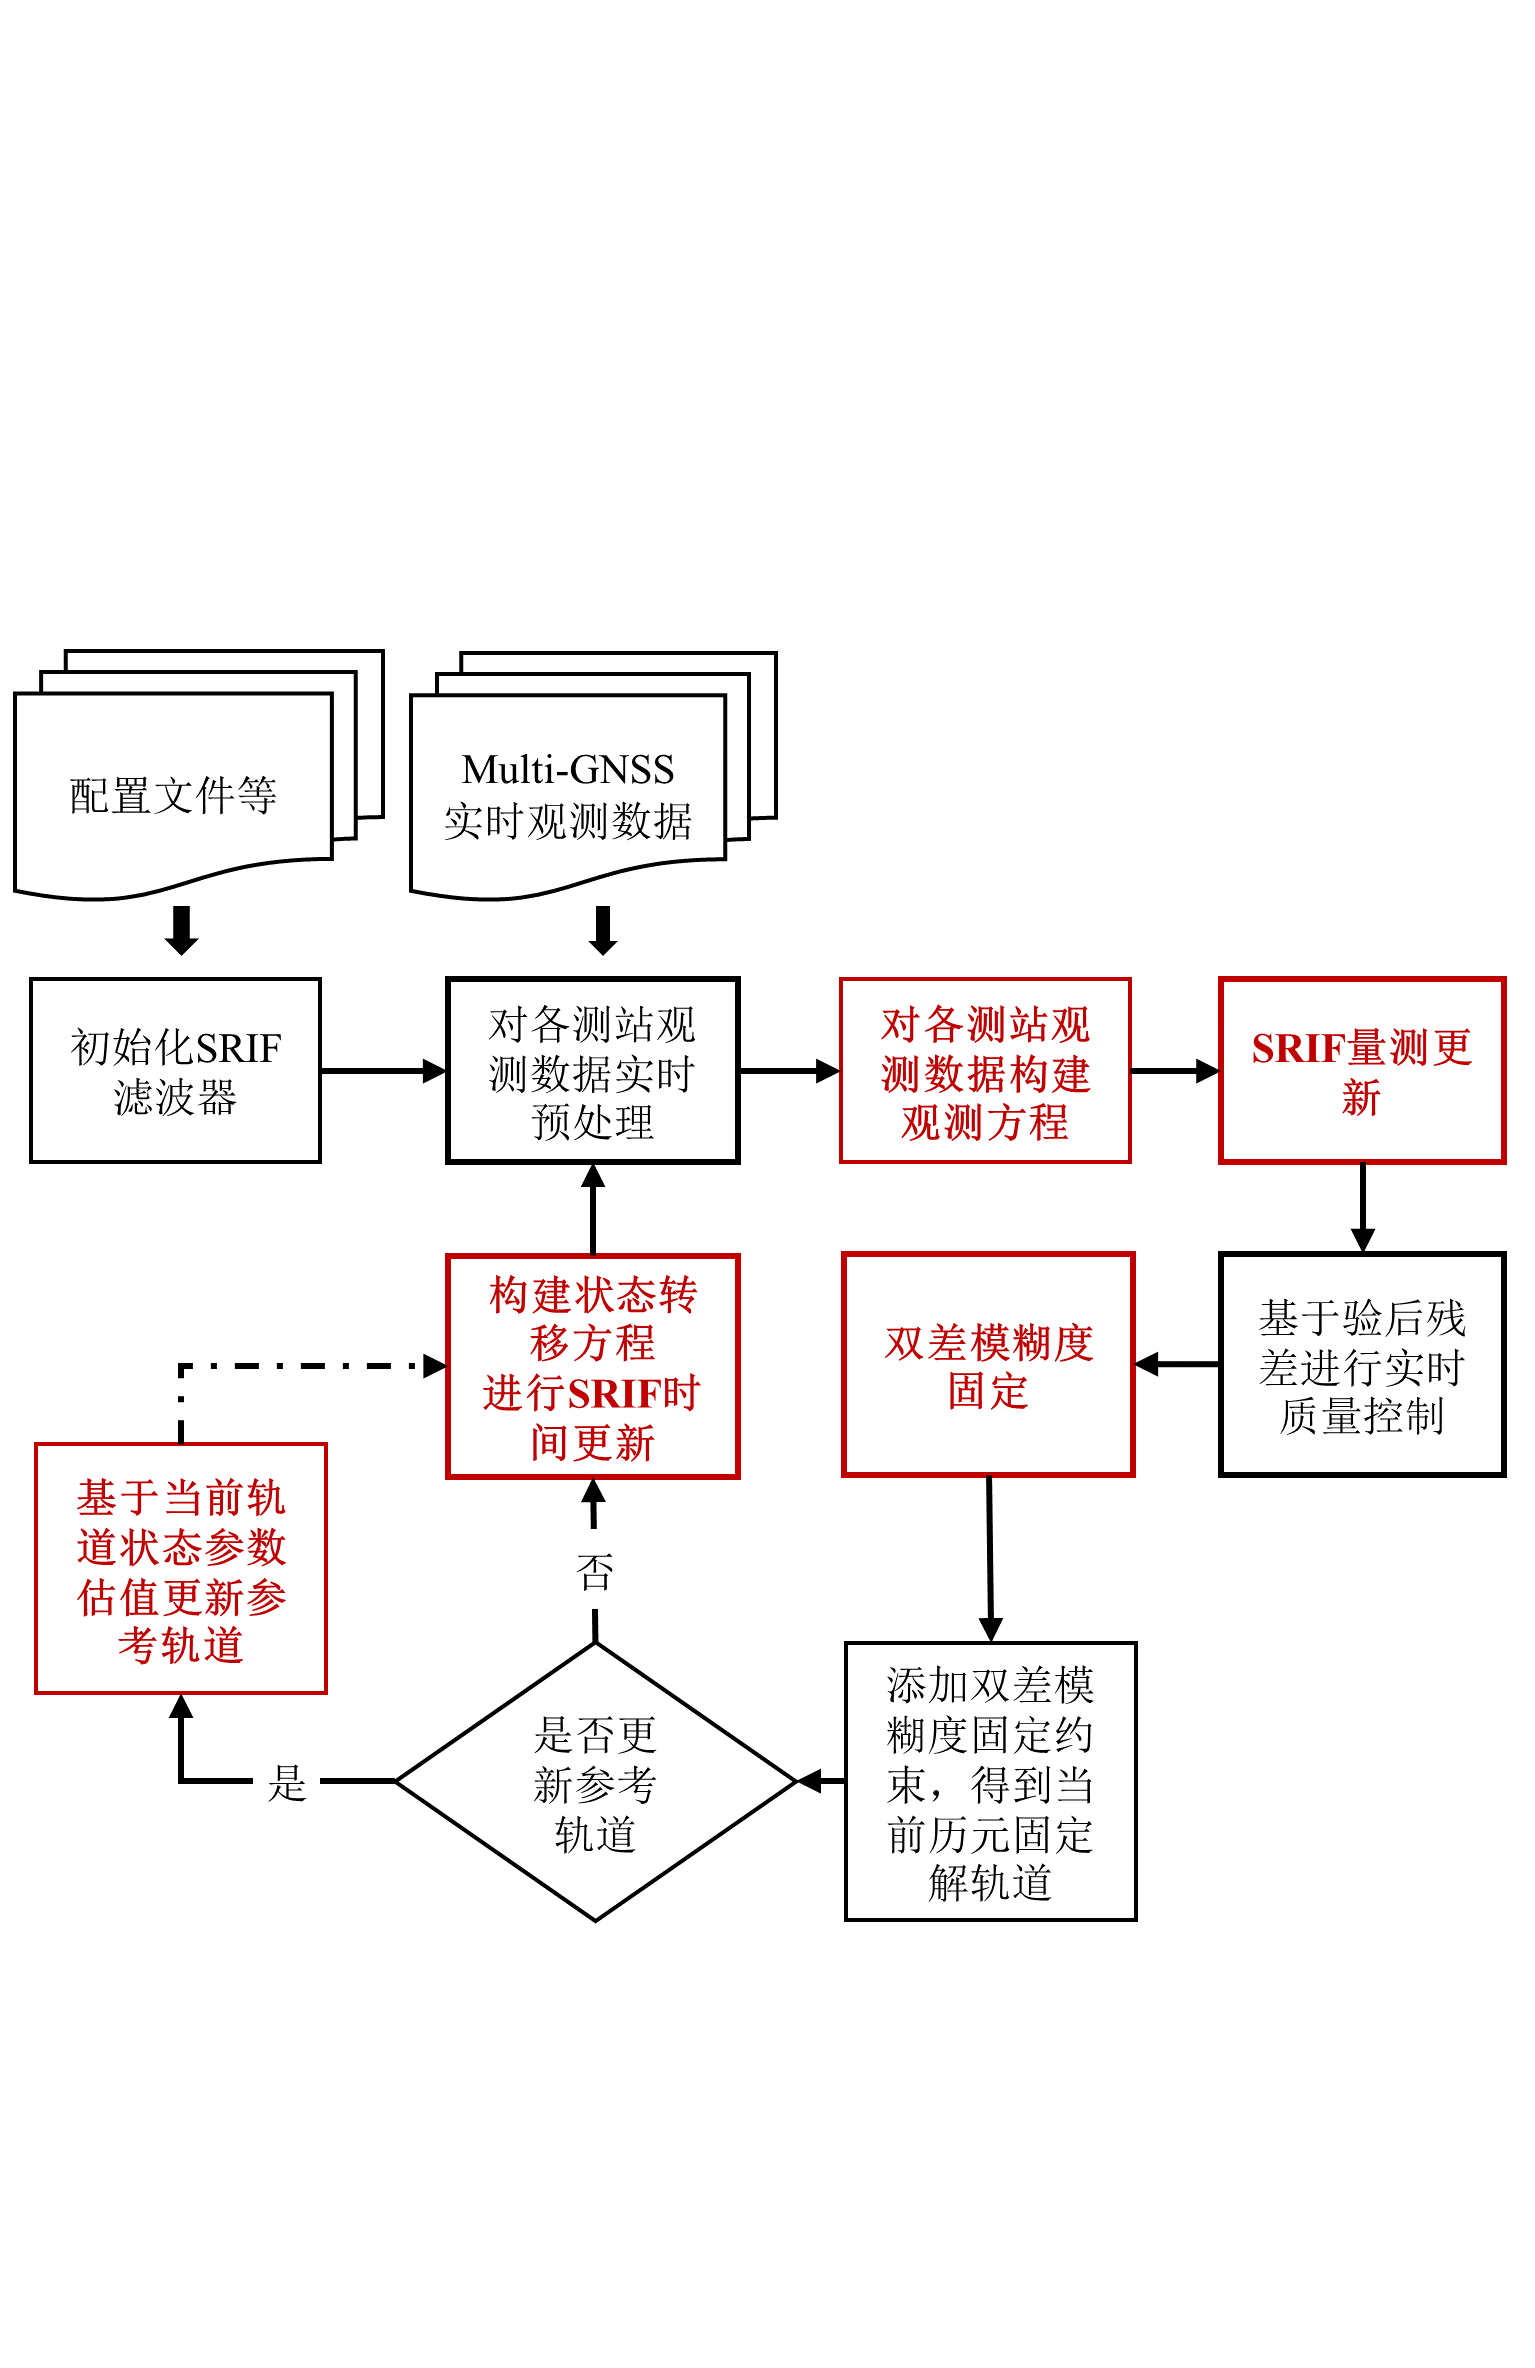 配置文件等
Multi-GNSS
实时观测数据
初始化SRIF
滤波器
对各测站观
测数据实时
预处理
对各测站观
测数据构建
观测方程
SRIF量测更
新
构建状态转
移方程
进行SRIF时
间更新
双差模糊度
固定
基于验后残
差进行实时
质量控制
基于当前轨
道状态参数
估值更新参
考轨道
否
是
是否更
新参考
轨道
添加双差模
糊度固定约
束，得到当
前历元固定
解轨道